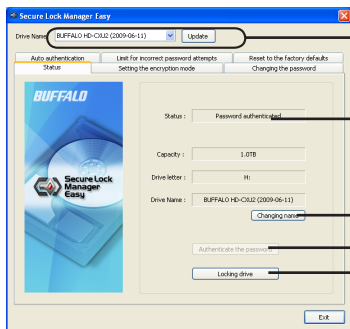 Secure Lock Manager Easy
Drive Name BUFFALO HD-CXU2 (2009-06-11) Update
Auto authentication Limit for incorrect password attempts Reset to the factory defaults
Status Setting the encryption mode Changing the password
BUFFALO
Status : Password authenticated
Capacity : 1.0TB
Secure Lock
Manager
Easy
Drive letter : H:
Drive Name : BUFFALO HD-CXU2 (2009-06-11)
Changing name
Authenticate the password
Locking drive
Exit